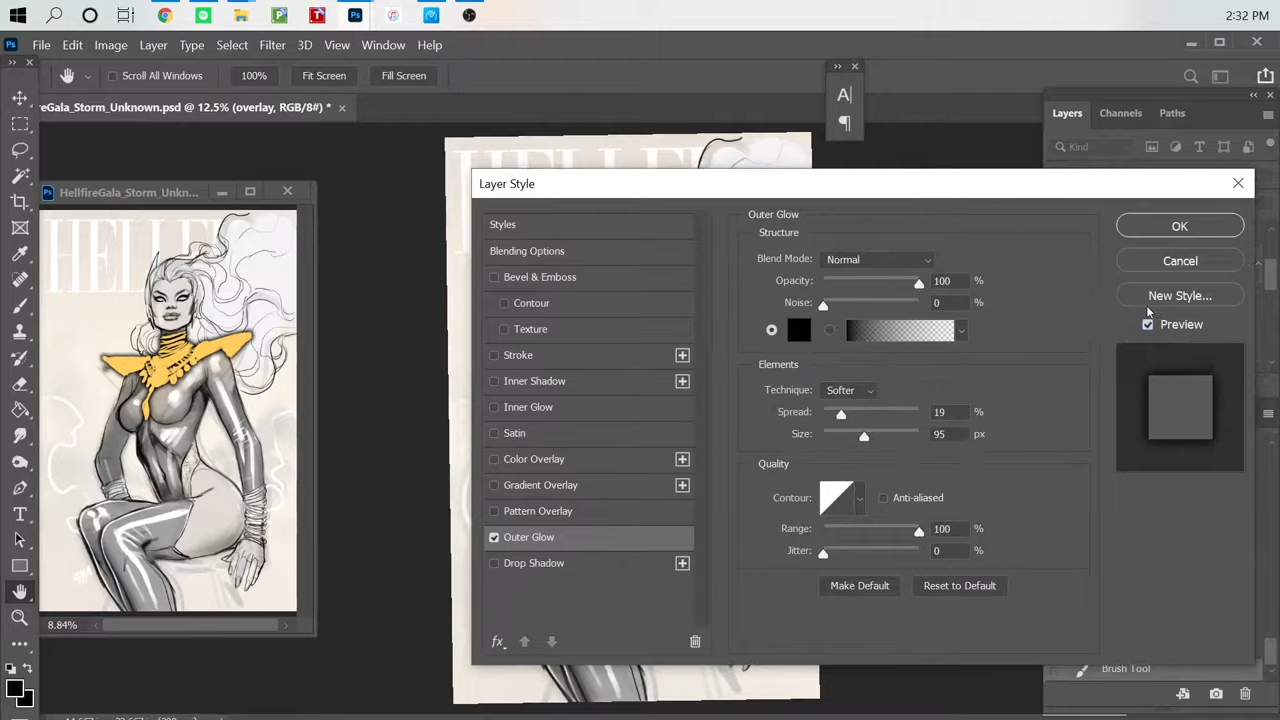 2:32 PM
Ps
File Edit Image Layer Type Select Filter 3D View Window Help
Scroll All Windows 100% Fit Screen Fill Screen
reGala_Storm_Unknown.psd @ 12.5% (overlay, RGB/8#) *
Layers Channels Paths
Kind
HellfireGala_Storm_Unkn...
HELLFI
8.84%
Layer Style
Styles
Blending Options
Bevel & Emboss
Contour
Texture
Stroke
Inner Shadow
Inner Glow
Satin
Color Overlay
Gradient Overlay
Pattern Overlay
Outer Glow
Drop Shadow
fx
Outer Glow
Structure
Blend Mode: Normal
Opacity: 100 %
Noise: 0 %
Elements
Technique: Softer
Spread: 19 %
Size: 95 px
Quality
Contour: Anti-aliased
Range: 100 %
Jitter: 0 %
Make Default Reset to Default
OK
Cancel
New Style...
Preview
Brush Tool